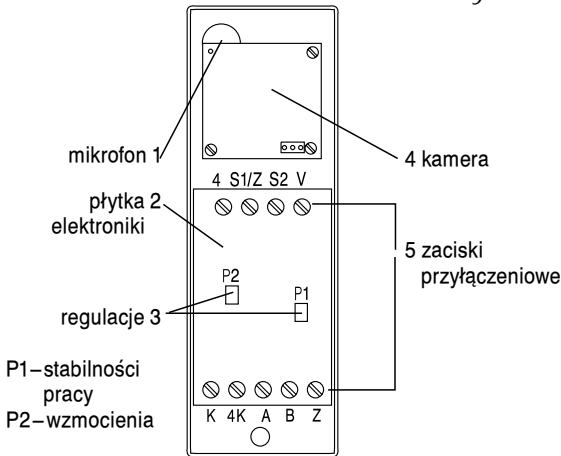 mikrofon 1
4 kamera
4 S1/Z S2 V
płytka 2
elektroniki
5 zaciski
przyłączeniowe
P2
P1
regulacje 3
P1–stabilności
pracy
P2–wzmocienia
K 4K A B Z